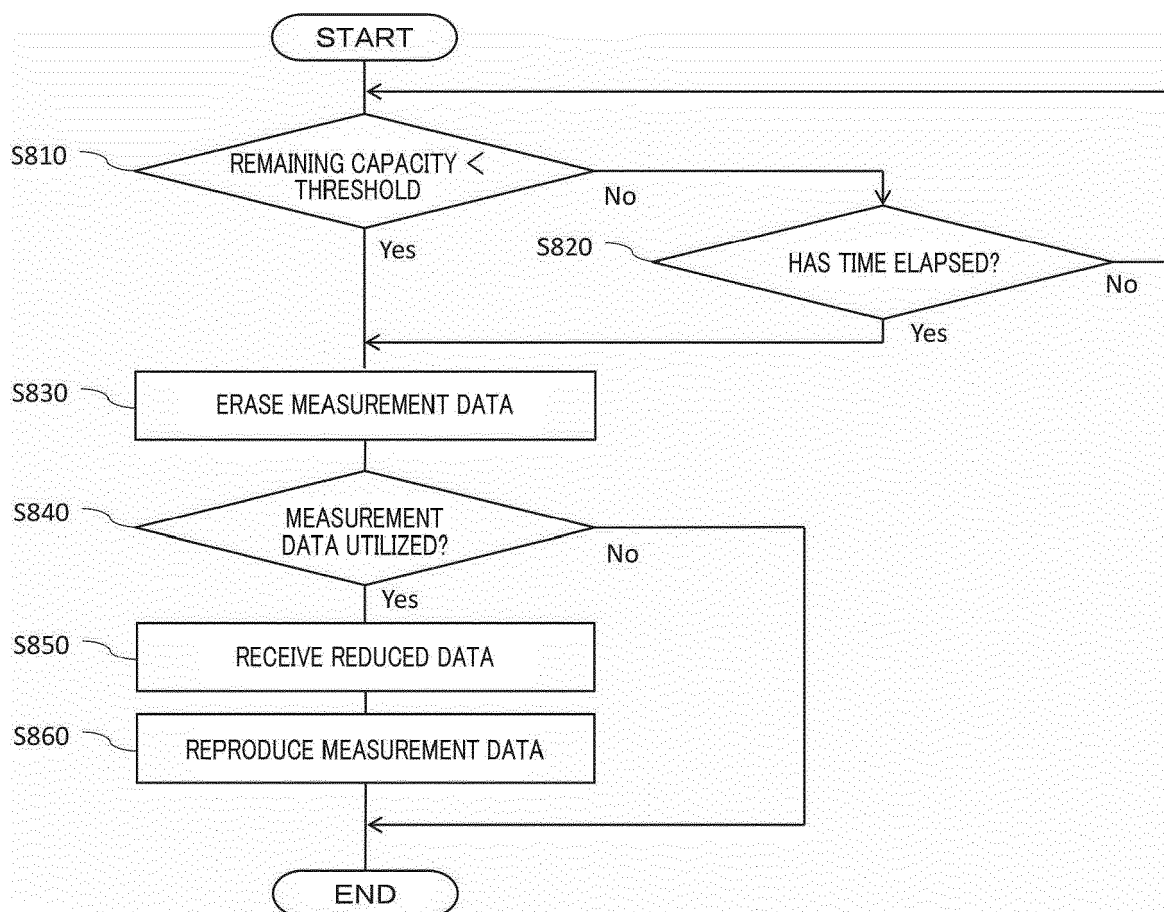 START
S810
REMAINING CAPACITY <
THRESHOLD
No
Yes
S820
HAS TIME ELAPSED?
No
Yes
S830
ERASE MEASUREMENT DATA
S840
MEASUREMENT
DATA UTILIZED?
No
Yes
S850
RECEIVE REDUCED DATA
S860
REPRODUCE MEASUREMENT DATA
END